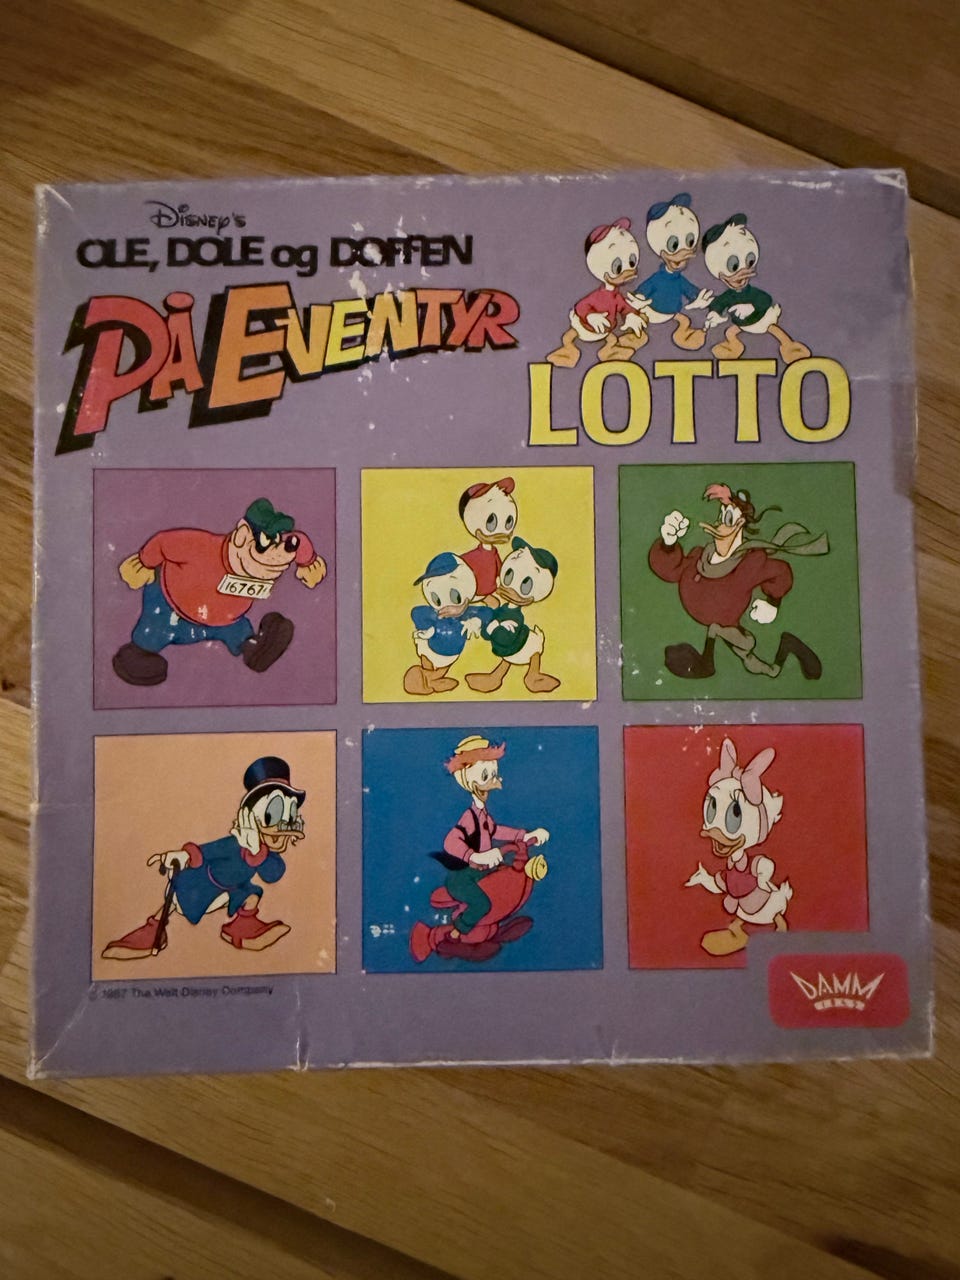 Disney's
OLE, DOLE og DOFFEN
PÅ EVENTYR
LOTTO
167671
© 1987 The Walt Disney Company
DAMM